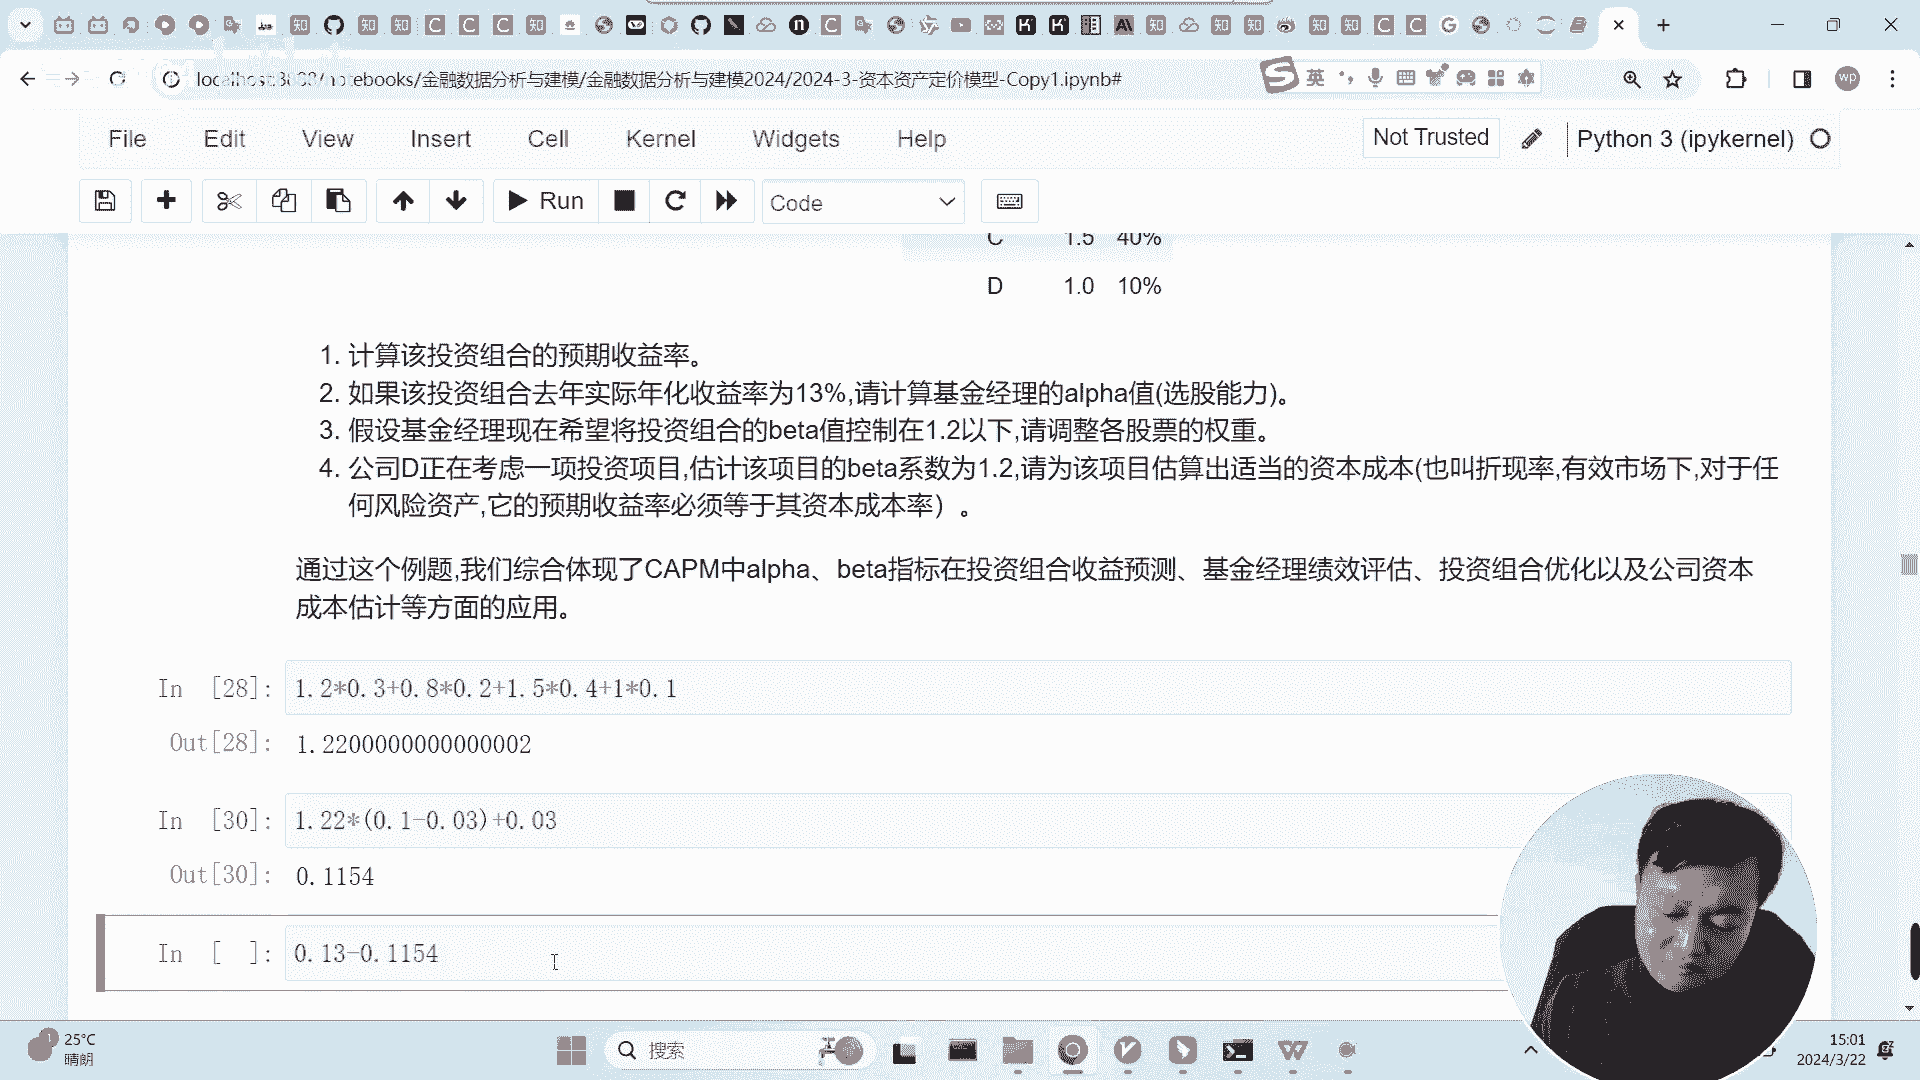 localhost:8888/notebooks/金融数据分析与建模/金融数据分析与建模2024/2024-3-资本资产定价模型-Copy1.ipynb#
英
wp
File Edit View Insert Cell Kernel Widgets Help
Not Trusted
Python 3 (ipykernel)
Run
Code
C 1.5 40%
D 1.0 10%
1. 计算该投资组合的预期收益率。
2. 如果该投资组合去年实际年化收益率为13%,请计算基金经理的alpha值(选股能力)。
3. 假设基金经理现在希望将投资组合的beta值控制在1.2以下,请调整各股票的权重。
4. 公司D正在考虑一项投资项目,估计该项目的beta系数为1.2,请为该项目估算出适当的资本成本(也叫折现率,有效市场下,对于任
何风险资产,它的预期收益率必须等于其资本成本率）。
通过这个例题,我们综合体现了CAPM中alpha、beta指标在投资组合收益预测、基金经理绩效评估、投资组合优化以及公司资本
成本估计等方面的应用。
In [28]: 1.2*0.3+0.8*0.2+1.5*0.4+1*0.1
Out[28]: 1.2200000000000002
In [30]: 1.22*(0.1-0.03)+0.03
Out[30]: 0.1154
In [ ]: 0.13-0.1154
25°C
晴朗
搜索
15:01
2024/3/22